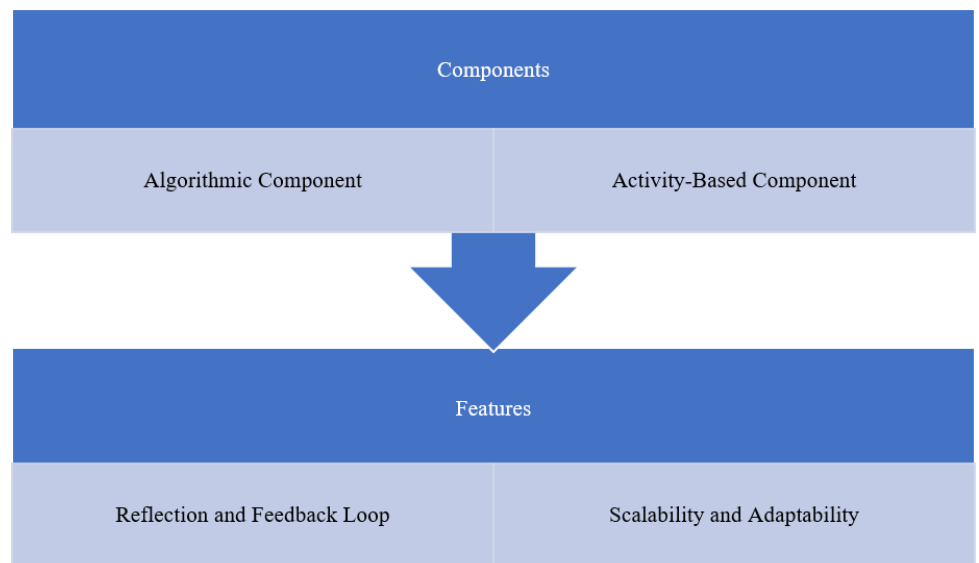 Components
Algorithmic Component
Activity-Based Component
Features
Reflection and Feedback Loop
Scalability and Adaptability